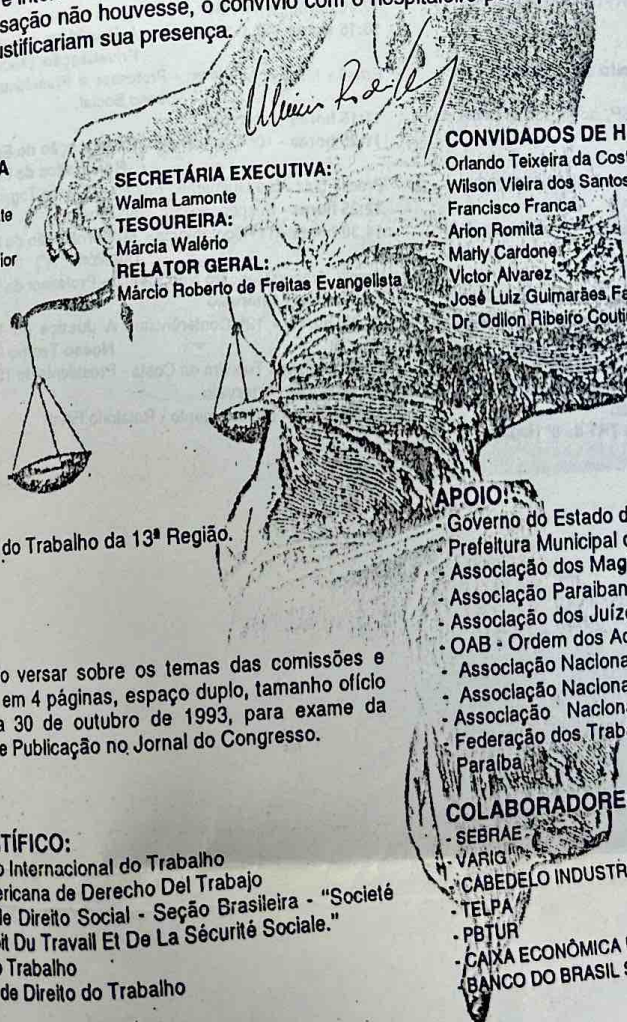 sação não houvesse, o convívio com o hospitaleiro
ustificariam sua presença.
SECRETÁRIA EXECUTIVA:
Walma Lamonte
TESOUREIRA:
Márcia Walério
RELATOR GERAL:
Márcio Roberto de Freitas Evangelista
A
te
ior
CONVIDADOS DE H
Orlando Teixeira da Cost
Wilson Vieira dos Santos
Francisco Franca
Arion Romita
Marly Cardone
Victor Alvarez
José Luiz Guimarães Fa
Dr. Odilon Ribeiro Couti
do Trabalho da 13ª Região.
APOIO:
- Governo do Estado d
- Prefeitura Municipal d
- Associação dos Mag
- Associação Paraiban
- Associação dos Juíze
- OAB - Ordem dos Ad
- Associação Naciona
- Associação Naciona
- Associação Naciona
- Federação dos Trab
Paraíba
o versar sobre os temas das comissões e
em 4 páginas, espaço duplo, tamanho ofício
a 30 de outubro de 1993, para exame da
e Publicação no Jornal do Congresso.
TÍFICO:
o Internacional do Trabalho
ericana de Derecho Del Trabajo
de Direito Social - Seção Brasileira - "Societé
oit Du Travail Et De La Sécurité Sociale."
o Trabalho
de Direito do Trabalho
COLABORADORE
- SEBRAE
- VARIG
- CABEDELO INDUSTR
- TELPA
- PBTUR
- CAIXA ECONÔMICA
- BANCO DO BRASIL S